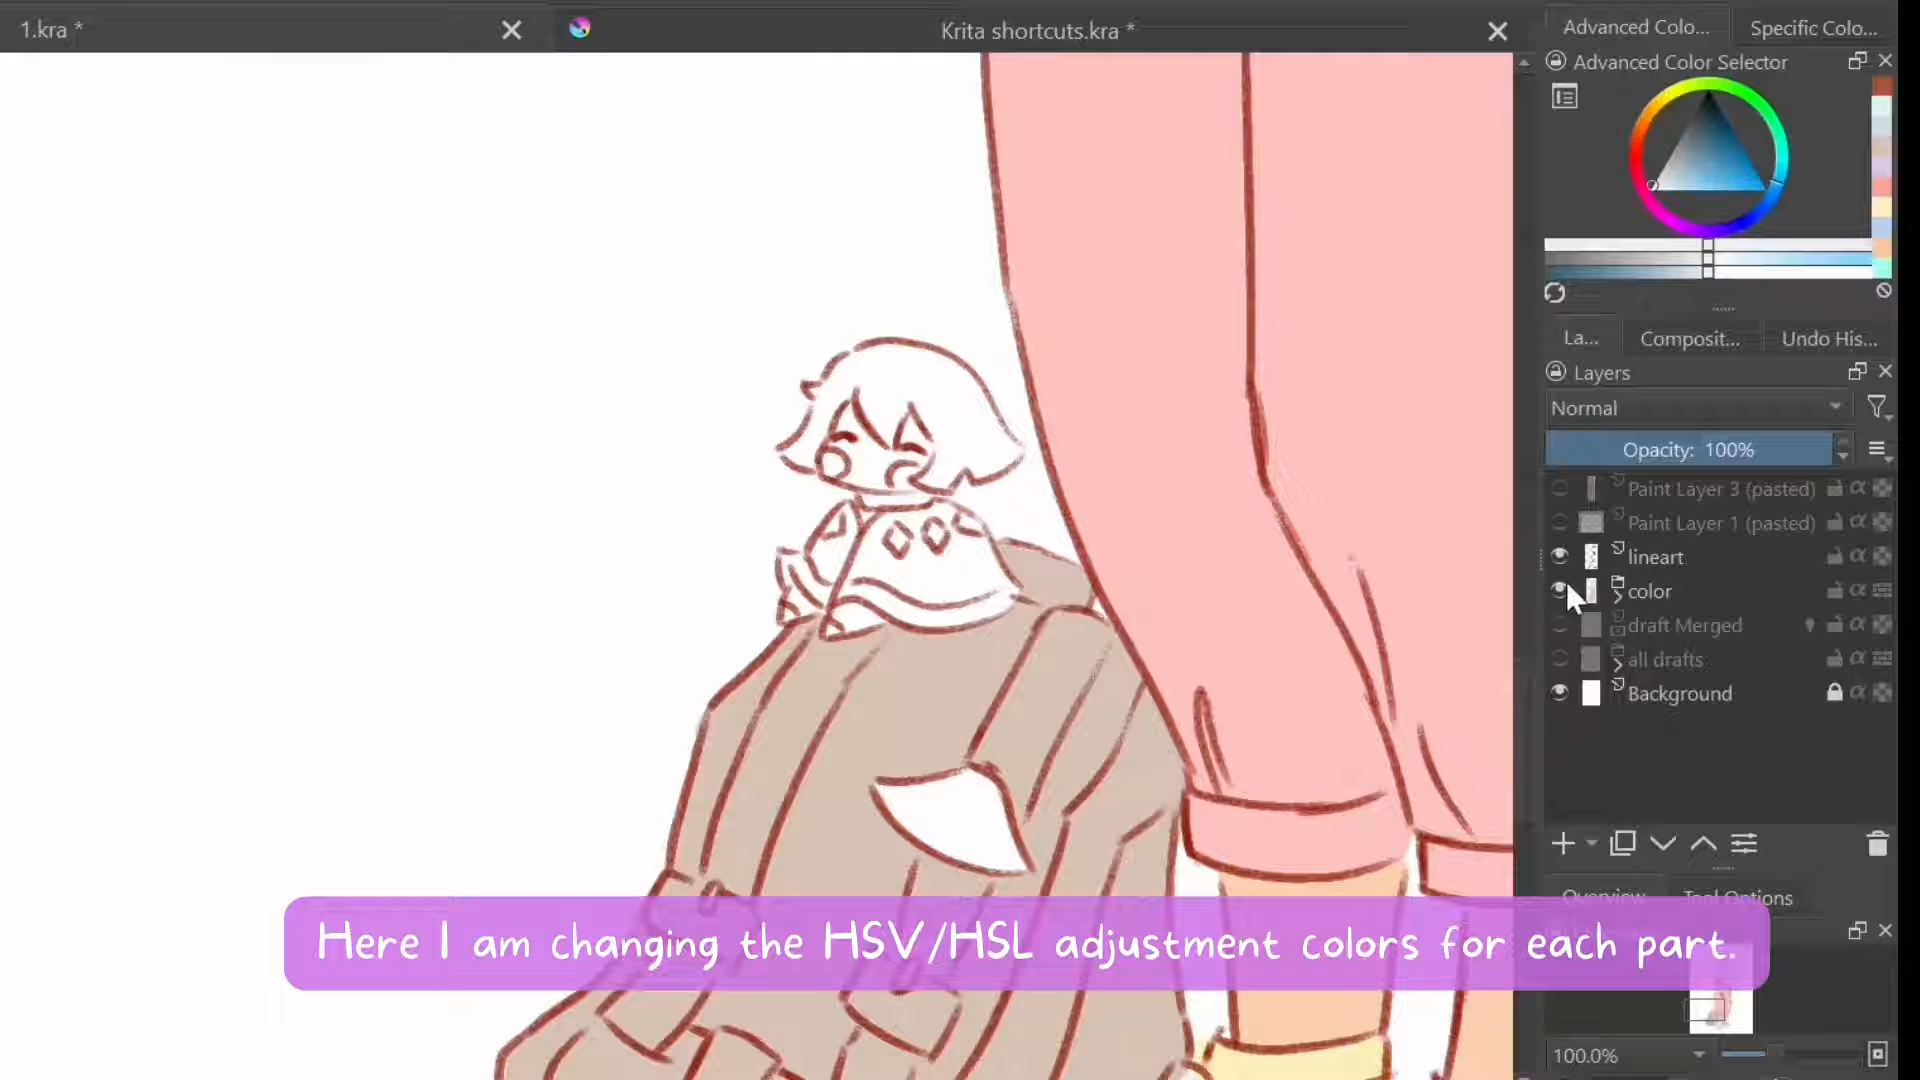 1.kra *
Krita shortcuts.kra *
Advanced Colo...
Specific Colo...
Advanced Color Selector
La...
Composit...
Undo His...
Layers
Normal
Opacity: 100%
Paint Layer 3 (pasted)
Paint Layer 1 (pasted)
lineart
color
draft Merged
all drafts
Background
Overview
Tool Options
Here I am changing the HSV/HSL adjustment colors for each part.
100.0%